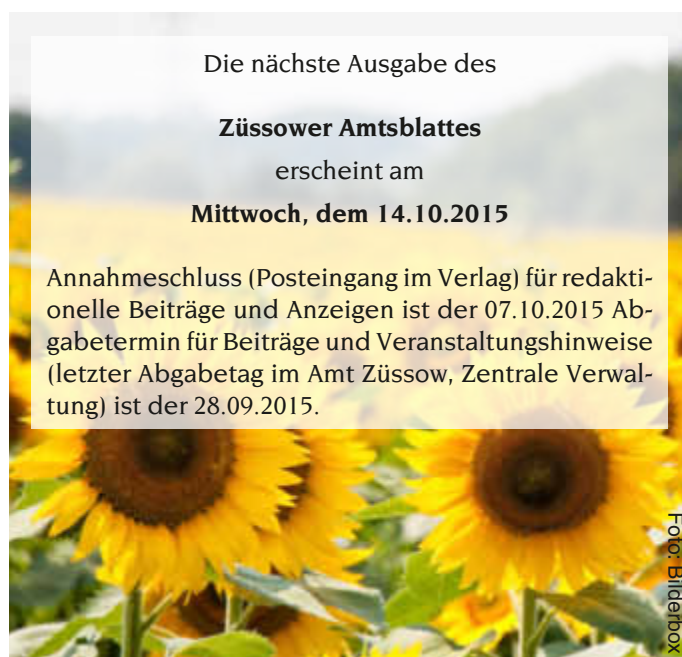 Die nächste Ausgabe des
Züssower Amtsblattes
erscheint am
Mittwoch, dem 14.10.2015
Annahmeschluss (Posteingang im Verlag) für redakti-
onelle Beiträge und Anzeigen ist der 07.10.2015 Ab-
gabetermin für Beiträge und Veranstaltungshinweise
(letzter Abgabetag im Amt Züssow, Zentrale Verwal-
tung) ist der 28.09.2015.
Foto: Bilderbox